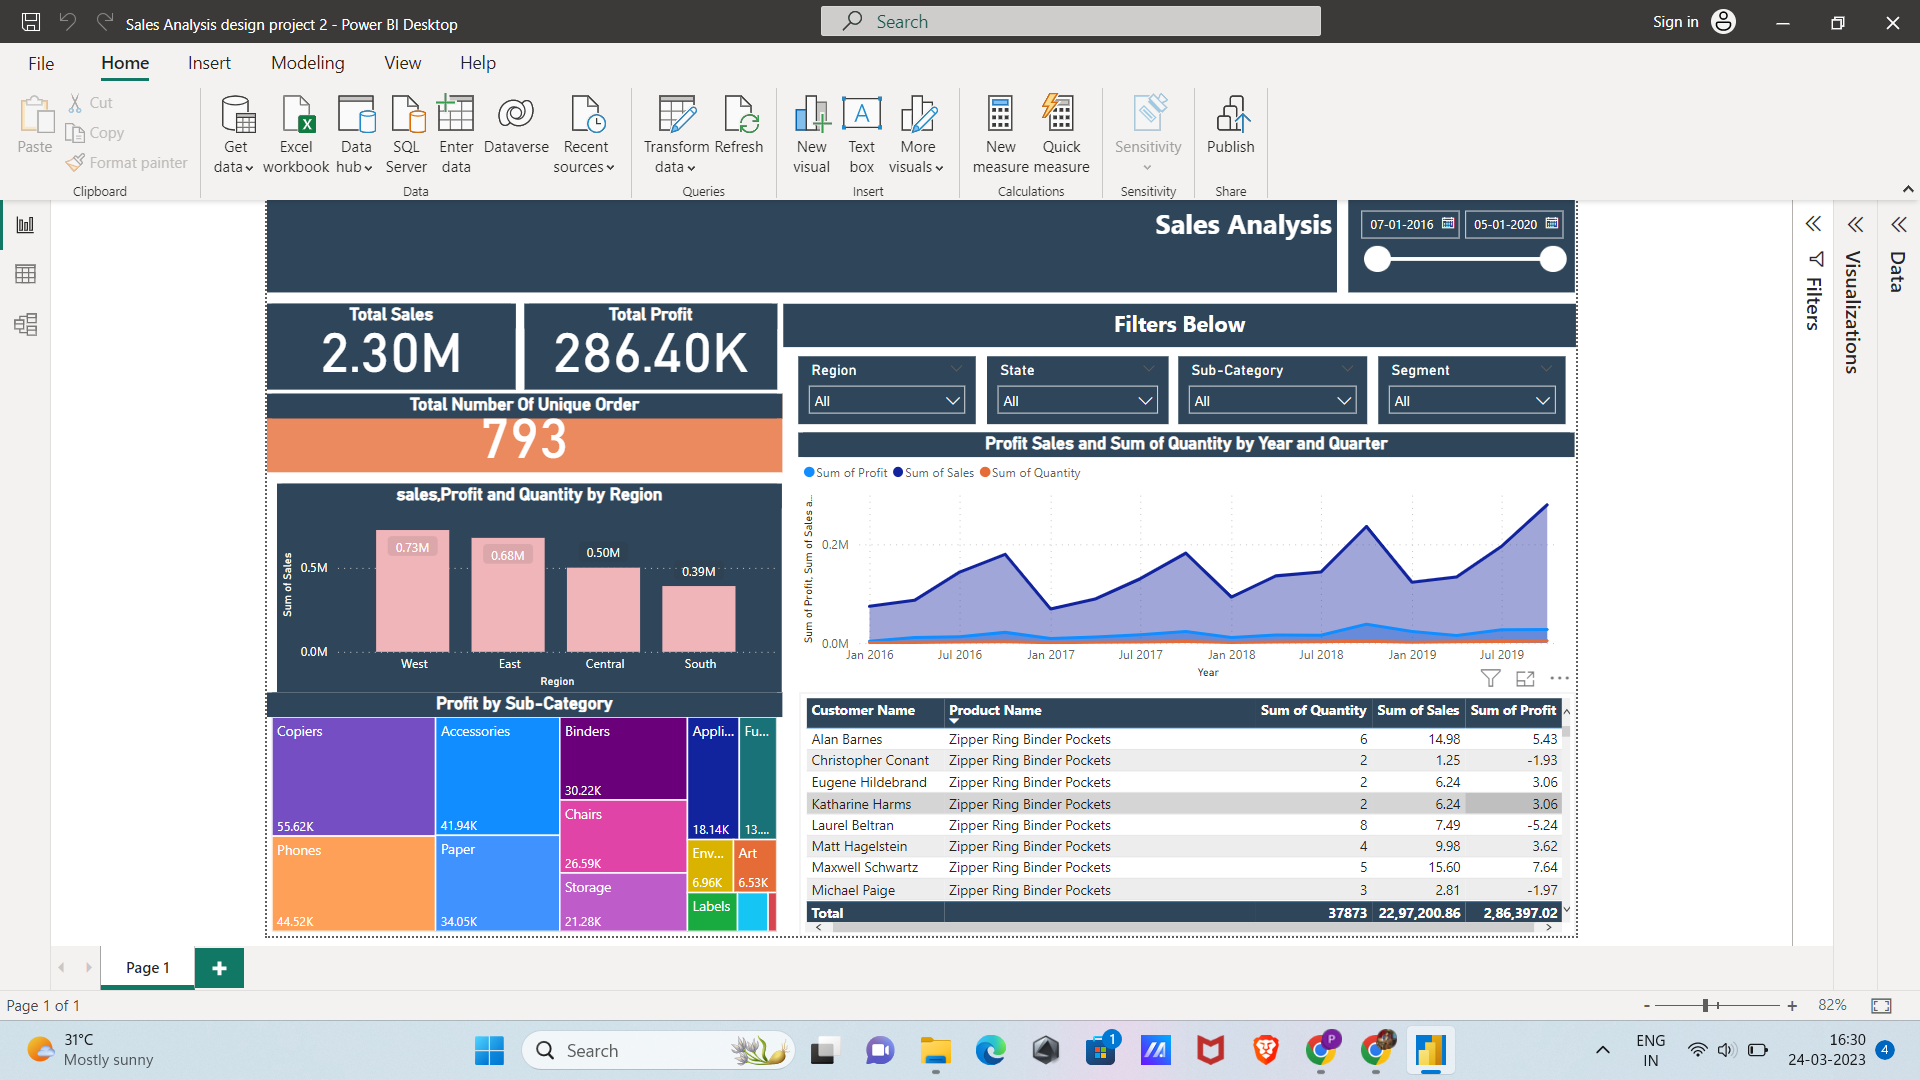 Sales Analysis design project 2 - Power BI Desktop
Search
Sign in
File Home Insert Modeling View Help
Paste
Cut
Copy
Format painter
Clipboard
Get data
Excel workbook
Data hub
SQL Server
Enter data
Dataverse
Recent sources
Data
Transform data
Refresh
Queries
New visual
Text box
More visuals
Insert
New measure
Quick measure
Calculations
Sensitivity
Sensitivity
Publish
Share
Sales Analysis
07-01-2016
05-01-2020
Filters
Visualizations
Data
Total Sales
2.30M
Total Profit
286.40K
Total Number Of Unique Order
793
Filters Below
Region
All
State
All
Sub-Category
All
Segment
All
sales,Profit and Quantity by Region
Sum of Sales
0.5M
0.0M
0.73M
0.68M
0.50M
0.39M
West East Central South
Region
Profit Sales and Sum of Quantity by Year and Quarter
Sum of Profit Sum of Sales Sum of Quantity
Sum of Profit, Sum of Sales a...
0.2M
0.0M
Jan 2016 Jul 2016 Jan 2017 Jul 2017 Jan 2018 Jul 2018 Jan 2019 Jul 2019
Year
Profit by Sub-Category
Copiers
55.62K
Accessories
41.94K
Binders
30.22K
Appli...
18.14K
Fu...
13....
Phones
44.52K
Paper
34.05K
Chairs
26.59K
Storage
21.28K
Env...
6.96K
Art
6.53K
Labels
Customer Name Product Name Sum of Quantity Sum of Sales Sum of Profit
Alan Barnes Zipper Ring Binder Pockets 6 14.98 5.43
Christopher Conant Zipper Ring Binder Pockets 2 1.25 -1.93
Eugene Hildebrand Zipper Ring Binder Pockets 2 6.24 3.06
Katharine Harms Zipper Ring Binder Pockets 2 6.24 3.06
Laurel Beltran Zipper Ring Binder Pockets 8 7.49 -5.24
Matt Hagelstein Zipper Ring Binder Pockets 4 9.98 3.62
Maxwell Schwartz Zipper Ring Binder Pockets 5 15.60 7.64
Michael Paige Zipper Ring Binder Pockets 3 2.81 -1.97
Total 37873 22,97,200.86 2,86,397.02
Page 1
Page 1 of 1
- + 82%
31°C
Mostly sunny
Search
1
P
ENG
IN
16:30
24-03-2023
4